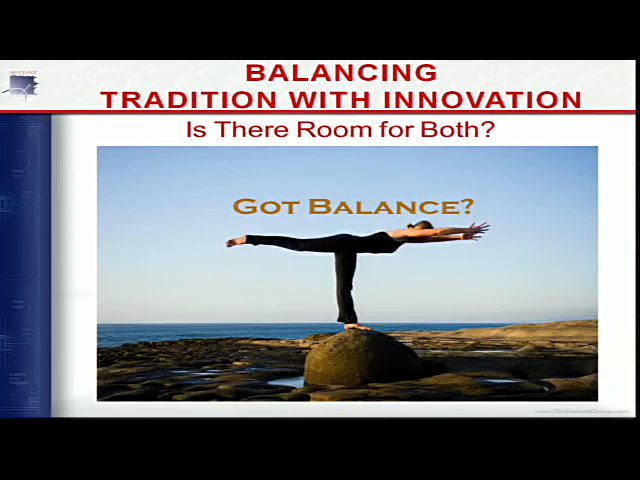 BALANCING
TRADITION WITH INNOVATION
Is There Room for Both?
GOT BALANCE?